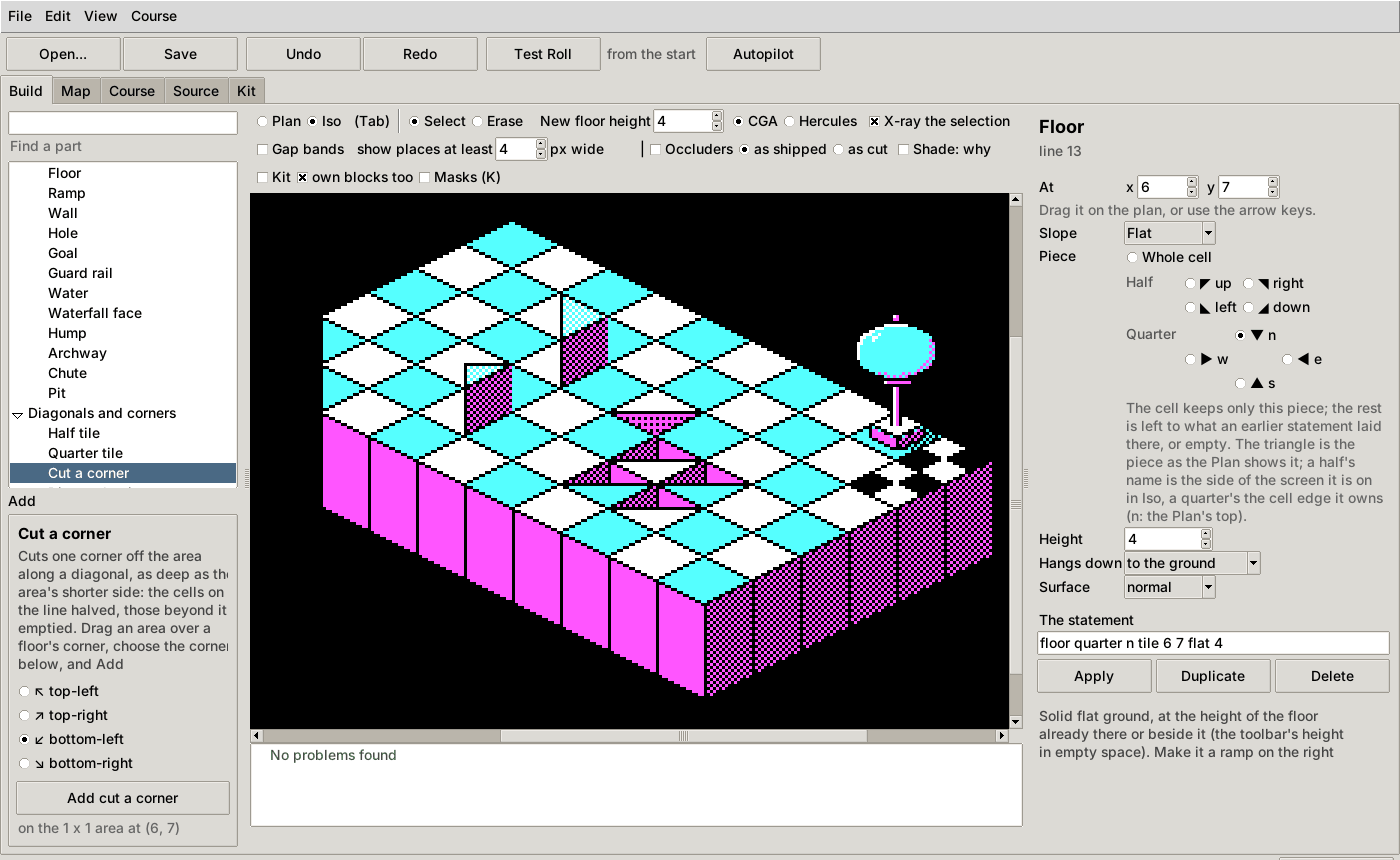 File Edit View Course
Open... Save Undo Redo Test Roll from the start Autopilot
Build Map Course Source Kit
Find a part
Floor
Ramp
Wall
Hole
Goal
Guard rail
Water
Waterfall face
Hump
Archway
Chute
Pit
Diagonals and corners
Half tile
Quarter tile
Cut a corner
Add
Cut a corner
Cuts one corner off the area
along a diagonal, as deep as the
area's shorter side: the cells on
the line halved, those beyond it
emptied. Drag an area over a
floor's corner, choose the corner
below, and Add
top-left
top-right
bottom-left
bottom-right
Add cut a corner
on the 1 x 1 area at (6, 7)
Plan Iso (Tab) Select Erase New floor height 4 CGA Hercules X-ray the selection
Gap bands show places at least 4 px wide Occluders as shipped as cut Shade: why
Kit own blocks too Masks (K)
No problems found
Floor
line 13
At x 6 y 7
Drag it on the plan, or use the arrow keys.
Slope Flat
Piece Whole cell
Half up right
left down
Quarter n
w e
s
The cell keeps only this piece; the rest
is left to what an earlier statement laid
there, or empty. The triangle is the
piece as the Plan shows it; a half's
name is the side of the screen it is on
in Iso, a quarter's the cell edge it owns
(n: the Plan's top).
Height 4
Hangs down to the ground
Surface normal
The statement
floor quarter n tile 6 7 flat 4
Apply Duplicate Delete
Solid flat ground, at the height of the floor
already there or beside it (the toolbar's height
in empty space). Make it a ramp on the right